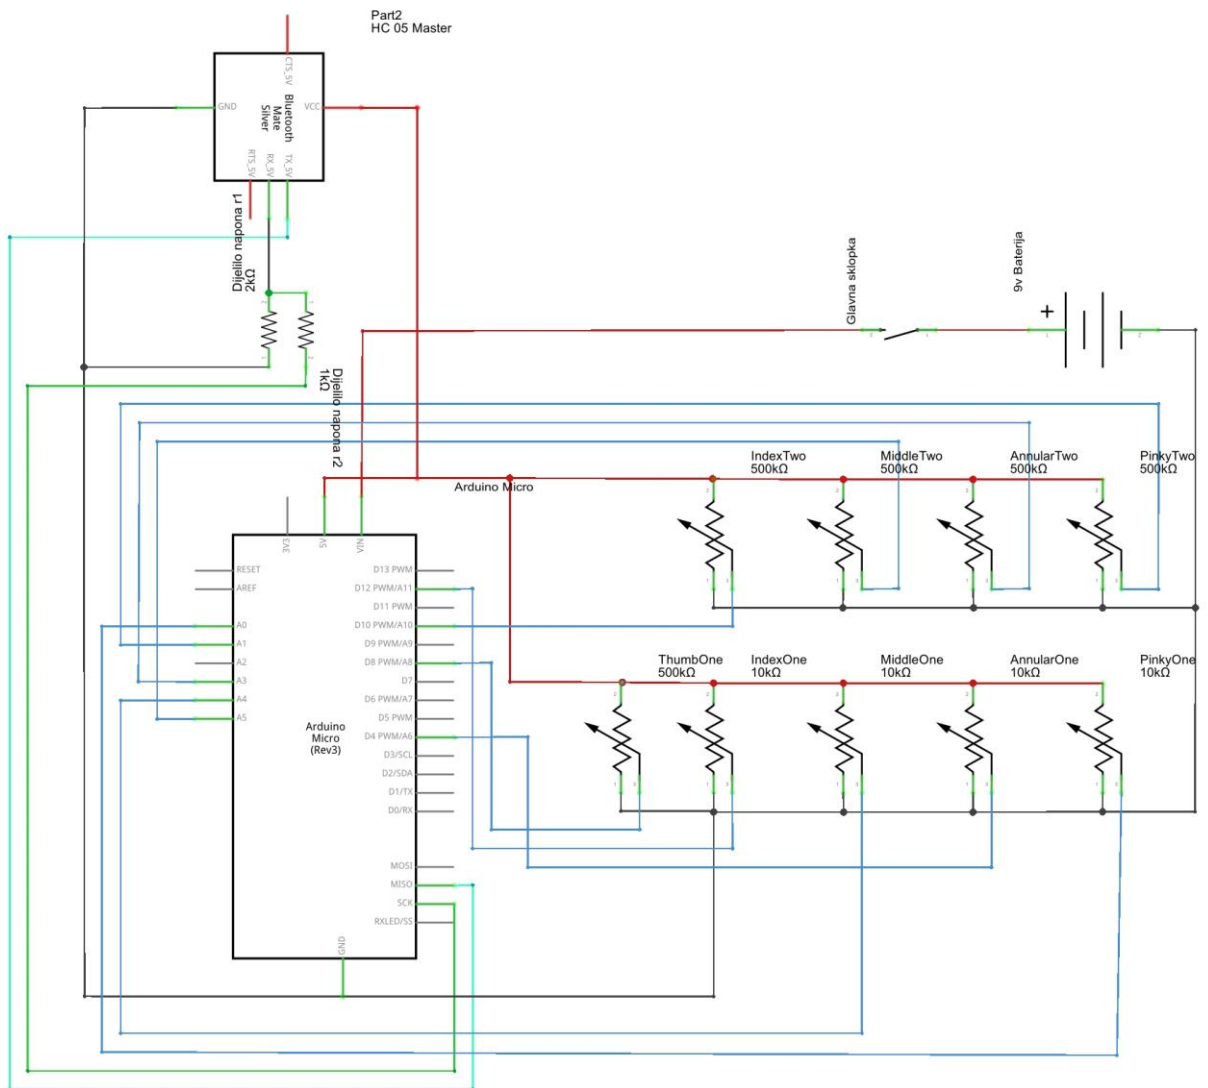 Part2
HC 05 Master
CTS_5V
GND
Bluetooth
Mate
Silver
VCC
RTS_5V
RX_5V
TX_5V
Dijelilo napona r1
2kΩ
Dijelilo napona r2
1kΩ
Glavna sklopka
9v Baterija
+
IndexTwo
500kΩ
MiddleTwo
500kΩ
AnnularTwo
500kΩ
PinkyTwo
500kΩ
Arduino Micro
3V3
5V
VIN
RESET
AREF
A0
A1
A2
A3
A4
A5
D13 PWM
D12 PWM/A11
D11 PWM
D10 PWM/A10
D9 PWM/A9
D8 PWM/A8
D7
D6 PWM/A7
D5 PWM
D4 PWM/A6
D3/SCL
D2/SDA
D1/TX
D0/RX
MOSI
MISO
SCK
RXLED/SS
Arduino
Micro
(Rev3)
GND
ThumbOne
500kΩ
IndexOne
10kΩ
MiddleOne
10kΩ
AnnularOne
10kΩ
PinkyOne
10kΩ